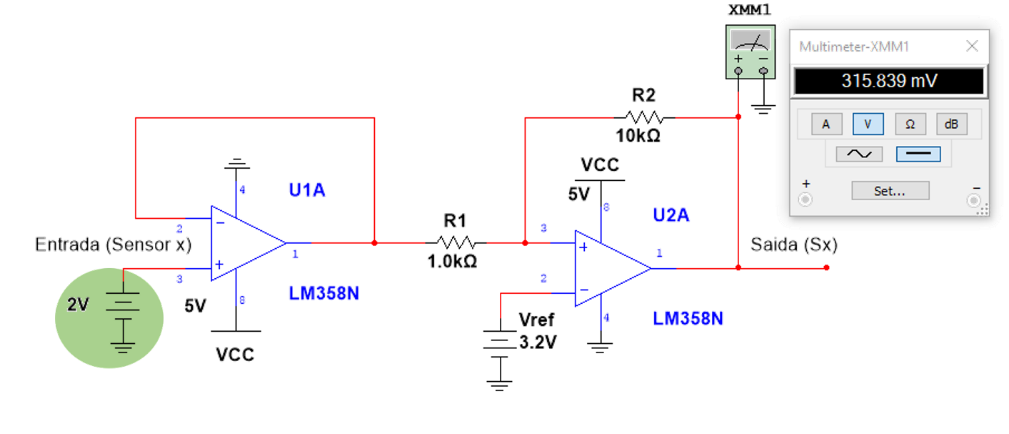 XMM1
Multimeter-XMM1
315.839 mV
A
V
Ω
dB
Set...
+
−
+
−
R2
10kΩ
VCC
5V
8
U2A
3
+
2
−
1
4
LM358N
Saida (Sx)
R1
1.0kΩ
Vref
3.2V
4
U1A
2
−
Entrada (Sensor x)
+
3
1
8
LM358N
2V
5V
VCC